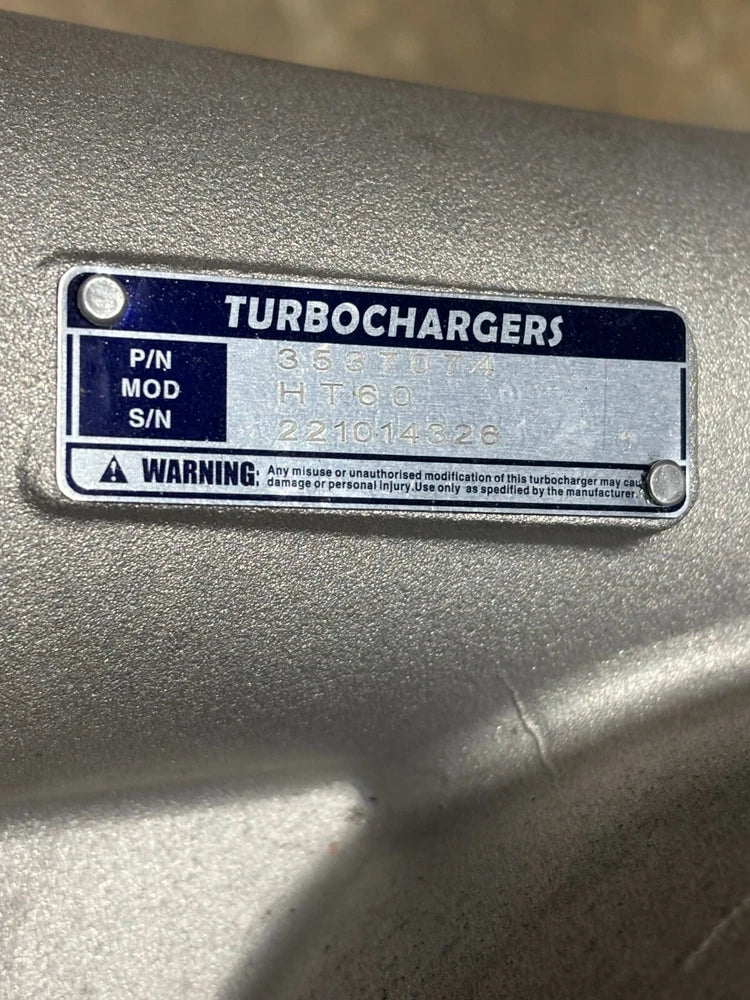 TURBOCHARGERS
P/N 3537074
MOD HT60
S/N 221014326
WARNING: Any misuse or unauthorised modification of this turbocharger may cau
damage or personal injury.Use only as spedified by the manufacturer.